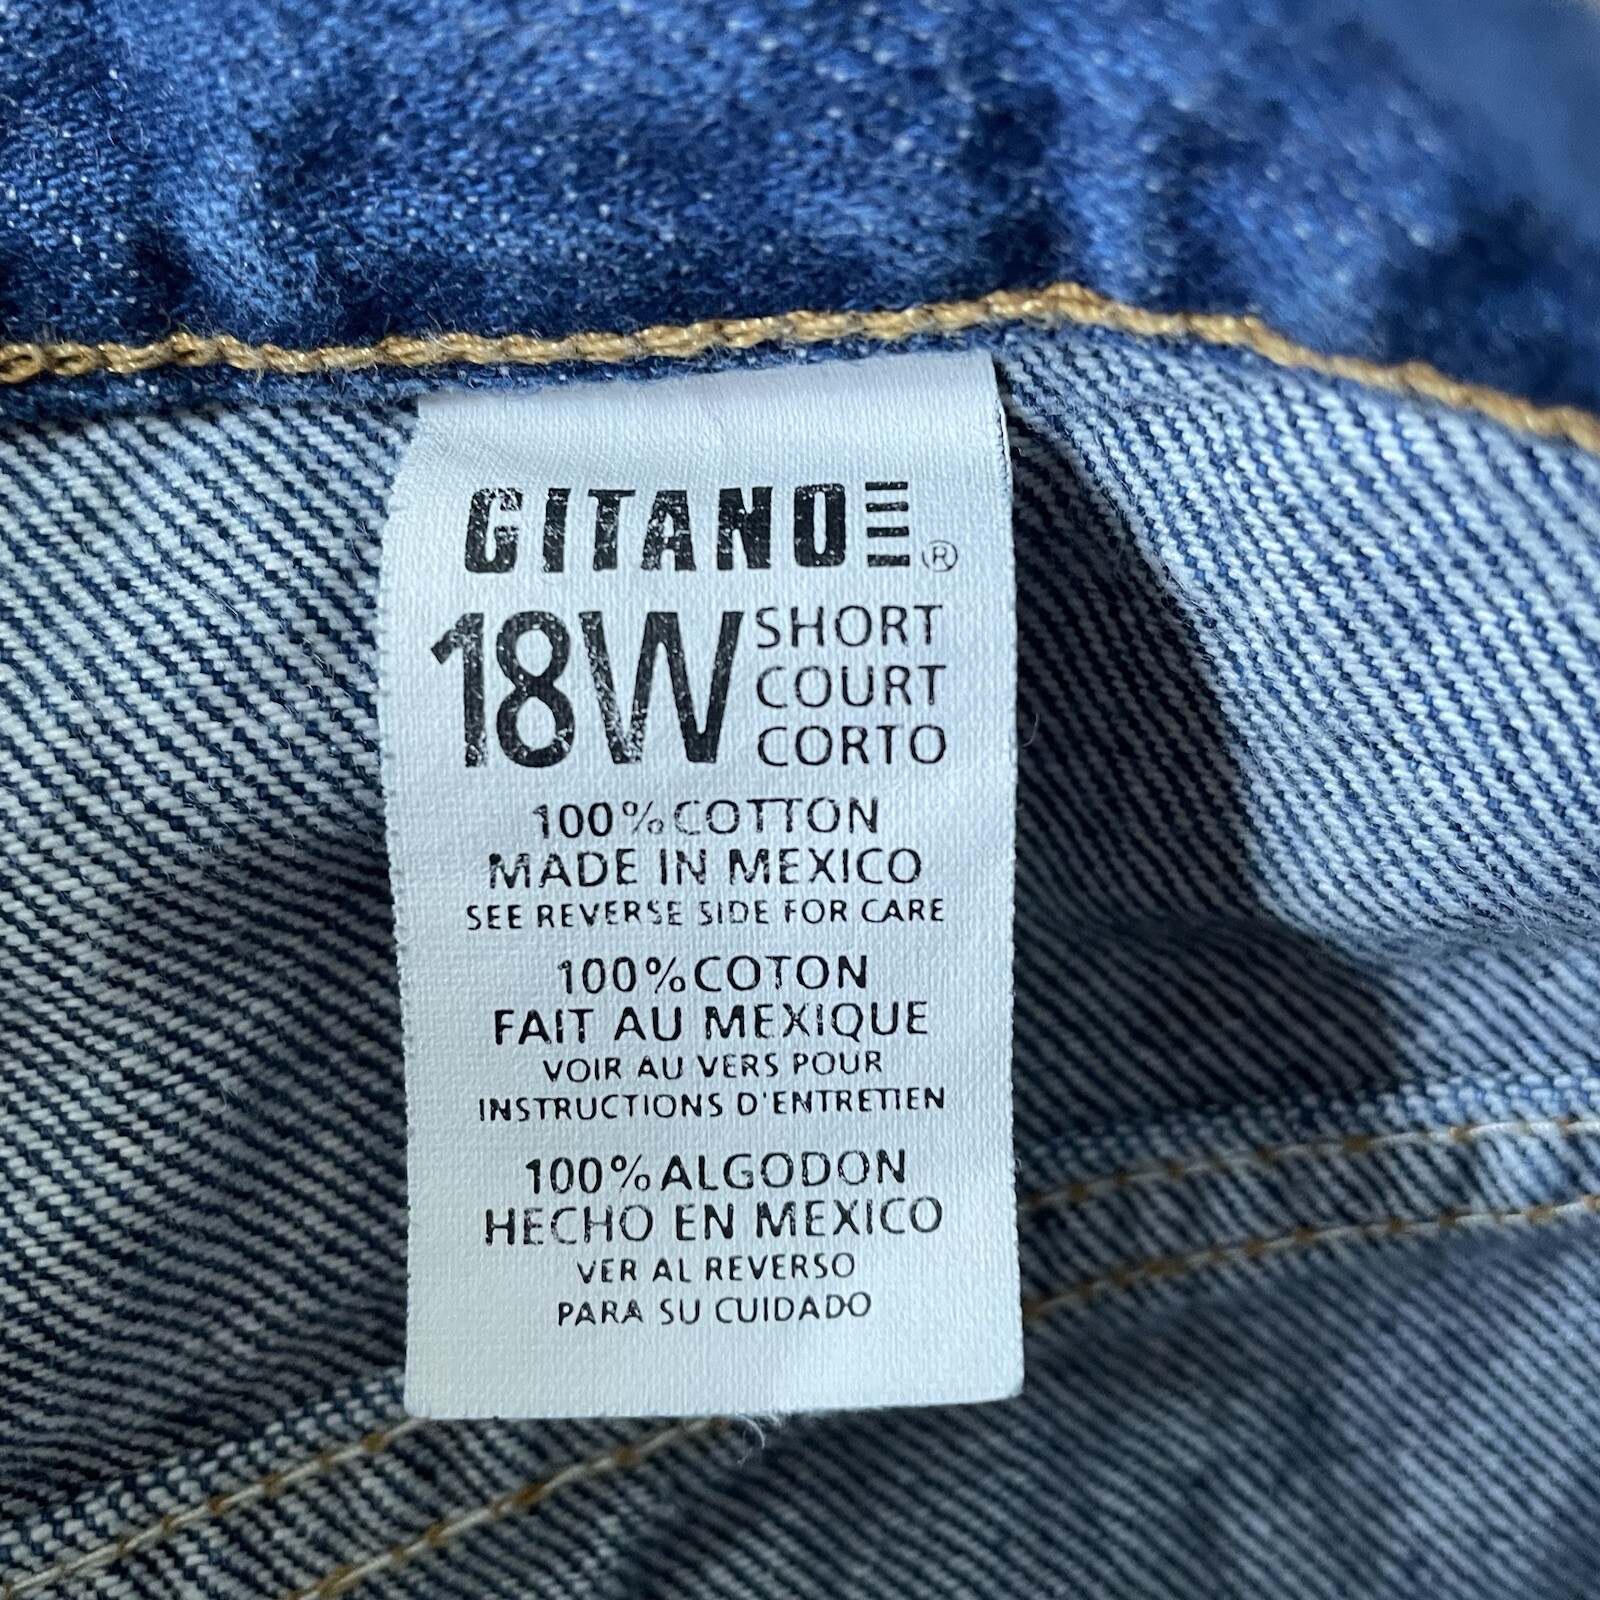 GITANO®
18W SHORT
COURT
CORTO
100% COTTON
MADE IN MEXICO
SEE REVERSE SIDE FOR CARE
100% COTON
FAIT AU MEXIQUE
VOIR AU VERS POUR
INSTRUCTIONS D'ENTRETIEN
100% ALGODON
HECHO EN MEXICO
VER AL REVERSO
PARA SU CUIDADO